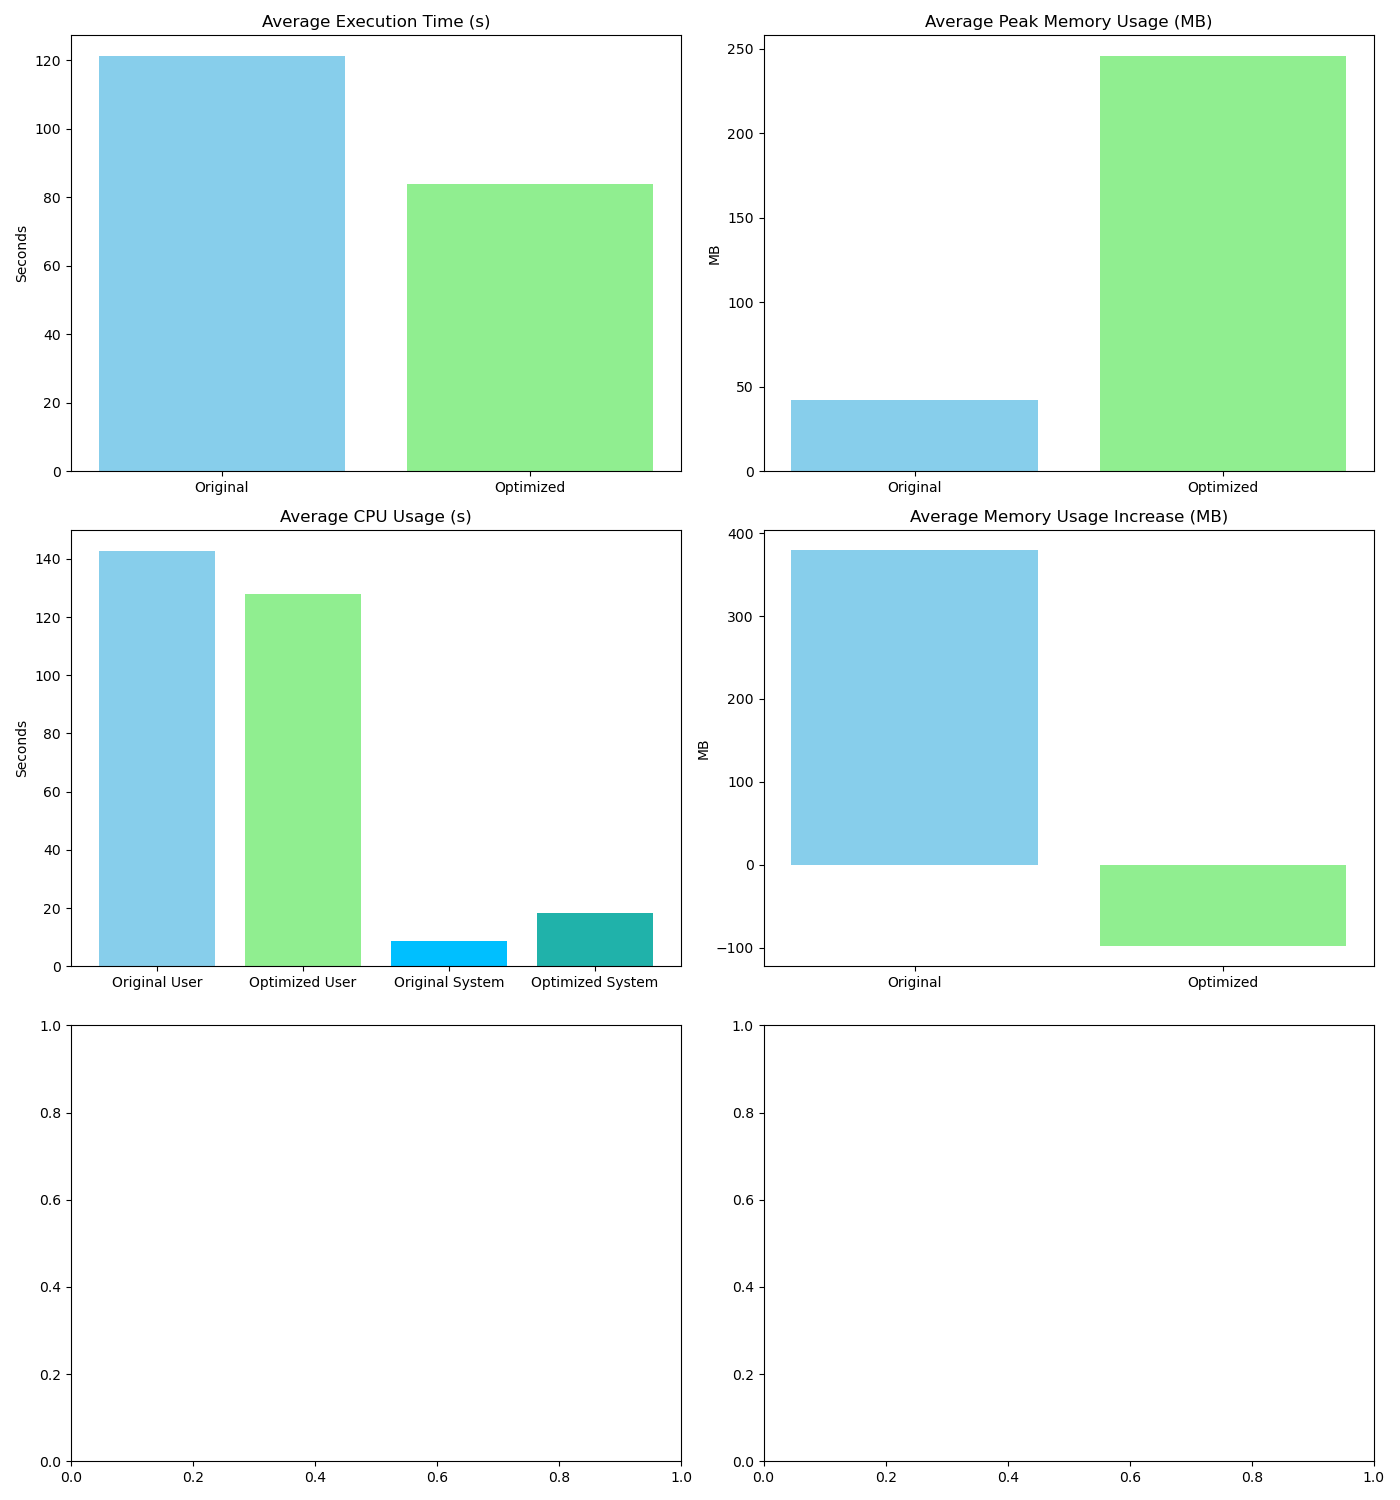 Average Execution Time (s)
Seconds
120
100
80
60
40
20
0
Original Optimized
Average Peak Memory Usage (MB)
MB
250
200
150
100
50
0
Original Optimized
Average CPU Usage (s)
Seconds
140
120
100
80
60
40
20
0
Original User Optimized User Original System Optimized System
Average Memory Usage Increase (MB)
MB
400
300
200
100
0
−100
Original Optimized
1.0
0.8
0.6
0.4
0.2
0.0
0.0 0.2 0.4 0.6 0.8 1.0
1.0
0.8
0.6
0.4
0.2
0.0
0.0 0.2 0.4 0.6 0.8 1.0